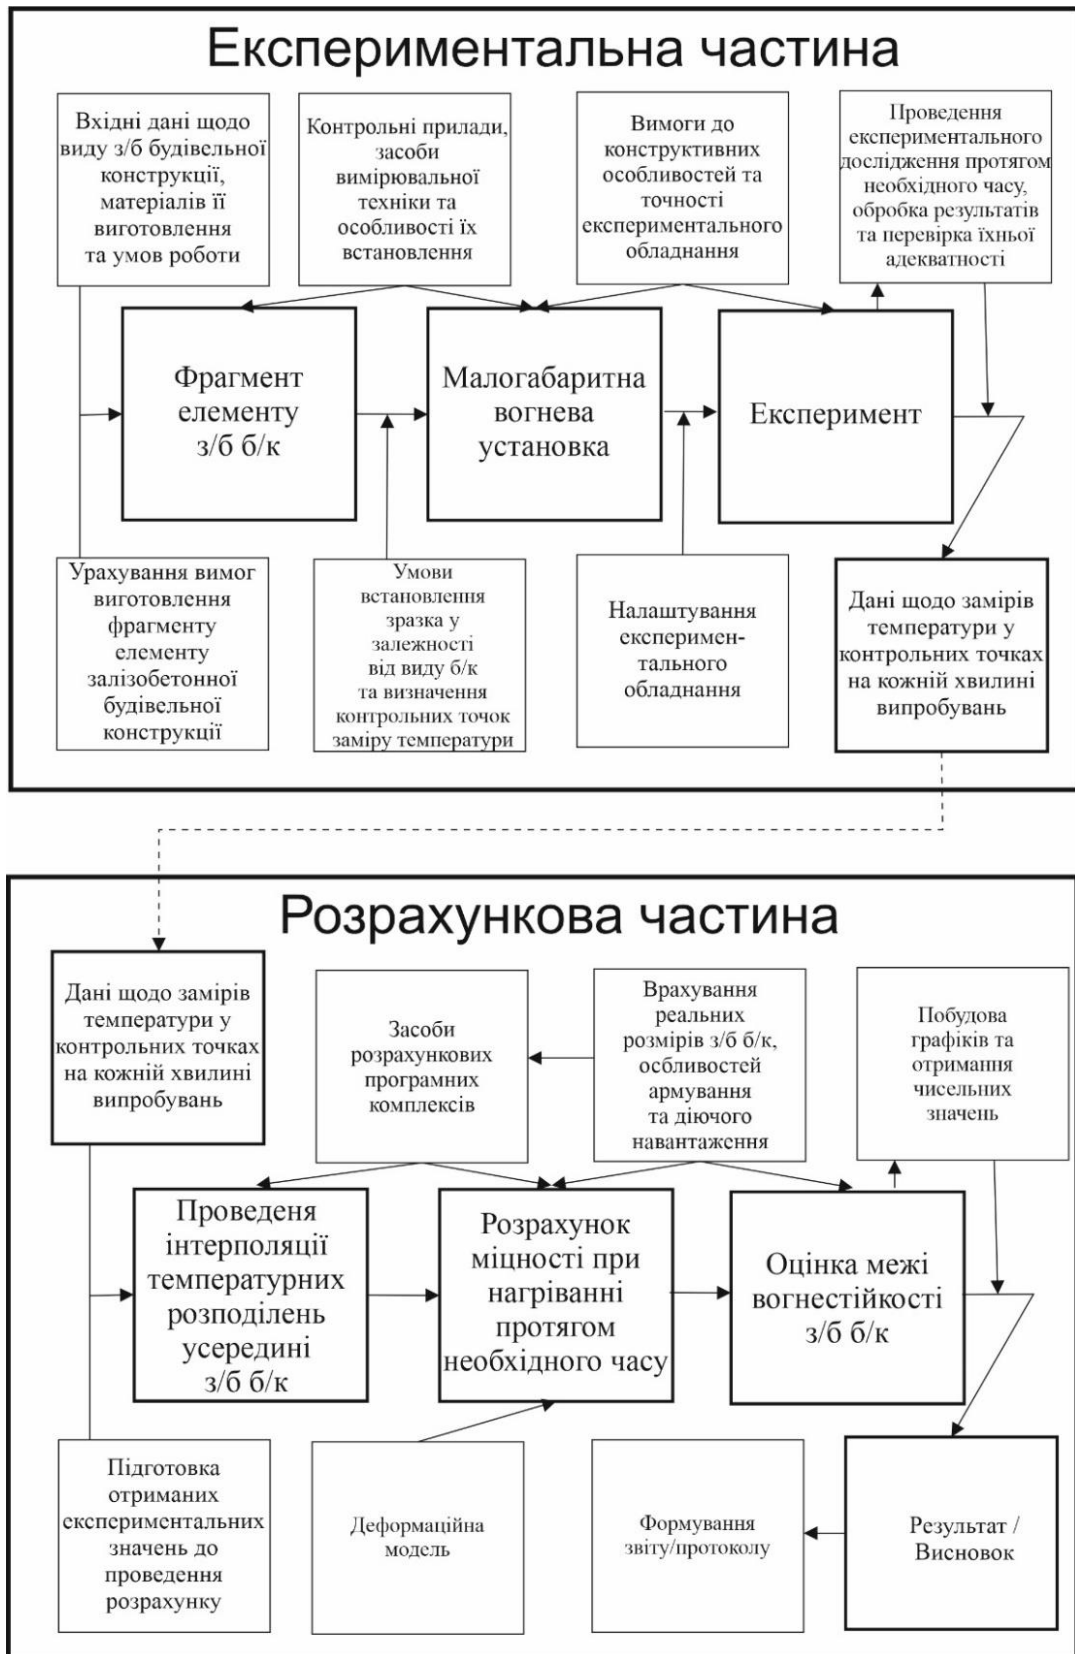 Експериментальна частина
Вхідні дані щодо
виду з/б будівельної
конструкції,
матеріалів її
виготовлення
та умов роботи
Контрольні прилади,
засоби
вимірювальної
техніки та
особливості їх
встановлення
Вимоги до
конструктивних
особливостей та
точності
експериментального
обладнання
Проведення
експериментального
дослідження протягом
необхідного часу,
обробка результатів
та перевірка їхньої
адекватності
Фрагмент
елементу
з/б б/к
Малогабаритна
вогнева
установка
Експеримент
Урахування вимог
виготовлення
фрагменту
елементу
залізобетонної
будівельної
конструкції
Умови
встановлення
зразка у
залежності
від виду б/к
та визначення
контрольних точок
заміру температури
Налаштування
експеримен-
тального
обладнання
Дані щодо замірів
температури у
контрольних точках
на кожній хвилині
випробувань
Розрахункова частина
Дані щодо замірів
температури у
контрольних точках
на кожній хвилині
випробувань
Засоби
розрахункових
програмних
комплексів
Врахування
реальних
розмірів з/б б/к,
осбливостей
армування
та діючого
навантаження
Побудова
графіків та
отримання
чисельних
значень
Проведеня
інтерполяції
температурних
розподілень
усередині
з/б б/к
Розрахунок
міцності при
нагріванні
протягом
необхідного часу
Оцінка межі
вогнестійкості
з/б б/к
Підготовка
отриманих
експериментальних
значень до
проведення
розрахунку
Деформаційна
модель
Формування
звіту/протоколу
Результат /
Висновок